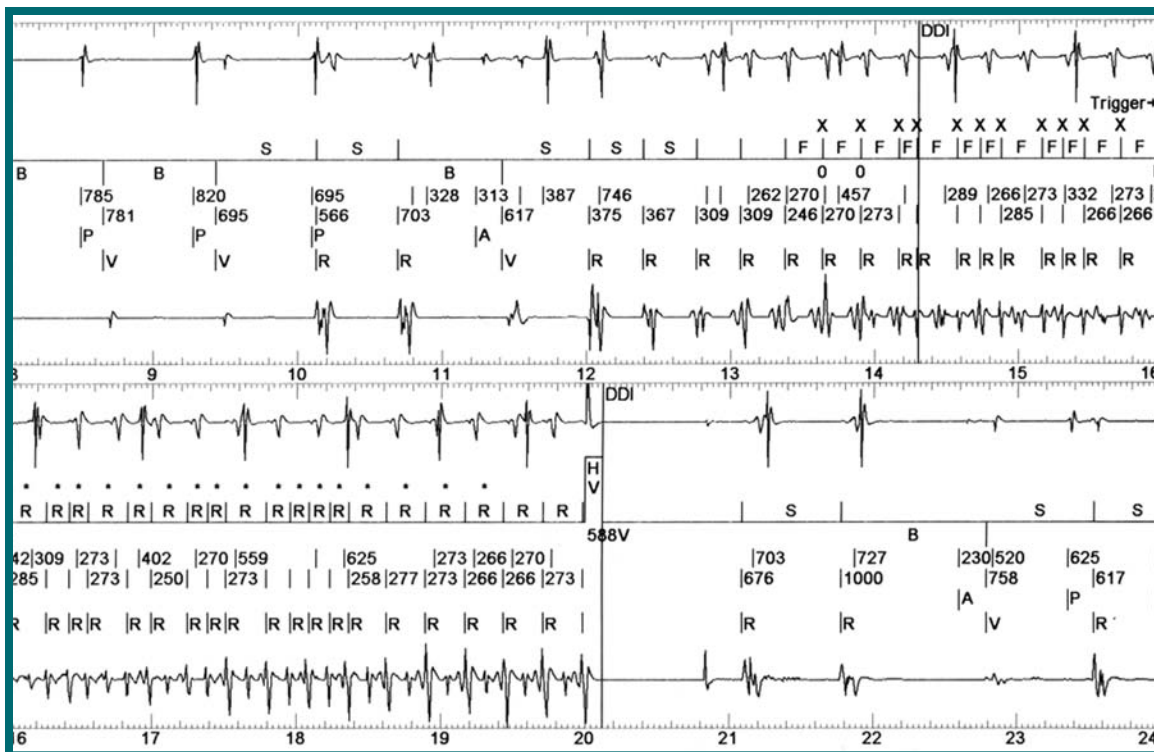 DDI
Trigger+
X X X X X X X X X X X
S S S S S F F F F F F F F F F
B B B 0 0
785 820 695 328 313 387 746 262 270 457 289 266 273 332 273
781 695 566 703 617 375 367 309 309 246 270 273 285 266 266
P P P A
V V R R V R R R R R R R R R R R R R R R R
8 9 10 11 12 13 14 15 16
DDI
* * * * * * * * * * * * * * * * *
H
V
R R R R R R R R R R R R R R R R R R R S S S
588V B
42 309 273 402 270 559 625 273 266 270 703 727 230 520 625
285 273 250 273 258 277 273 266 266 273 676 1000 758 617
A P
R R R R R R R R R R R R R R R R R R R R V R
16 17 18 19 20 21 22 23 24